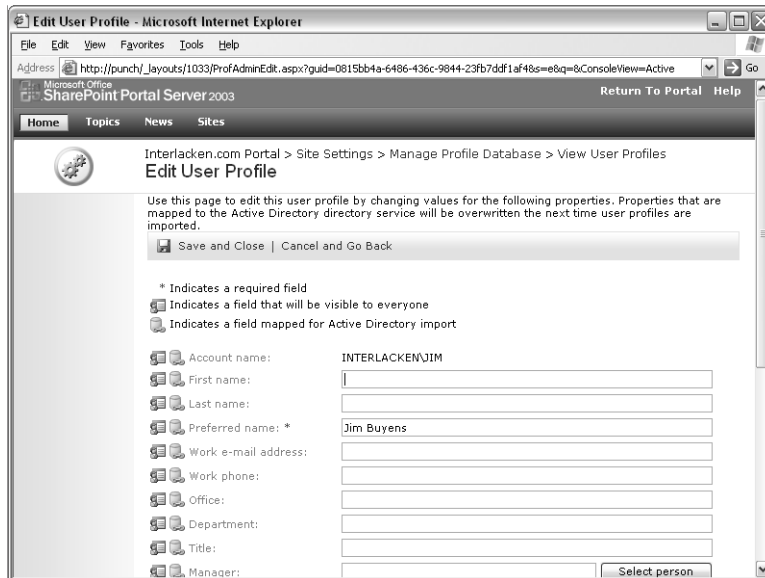 Edit User Profile - Microsoft Internet Explorer
File Edit View Favorites Tools Help
Address http://punch/_layouts/1033/ProfAdminEdit.aspx?guid=0815bb4a-6486-436c-9844-23fb7ddf1af4&s=e&q=&ConsoleView=Active Go
Microsoft Office
SharePoint Portal Server 2003
Return To Portal Help
Home Topics News Sites
Interlacken.com Portal > Site Settings > Manage Profile Database > View User Profiles
Edit User Profile
Use this page to edit this user profile by changing values for the following properties. Properties that are
mapped to the Active Directory directory service will be overwritten the next time user profiles are
imported.
Save and Close | Cancel and Go Back
* Indicates a required field
Indicates a field that will be visible to everyone
Indicates a field mapped for Active Directory import
Account name: INTERLACKEN\JIM
First name:
Last name:
Preferred name: * Jim Buyens
Work e-mail address:
Work phone:
Office:
Department:
Title:
Manager: Select person